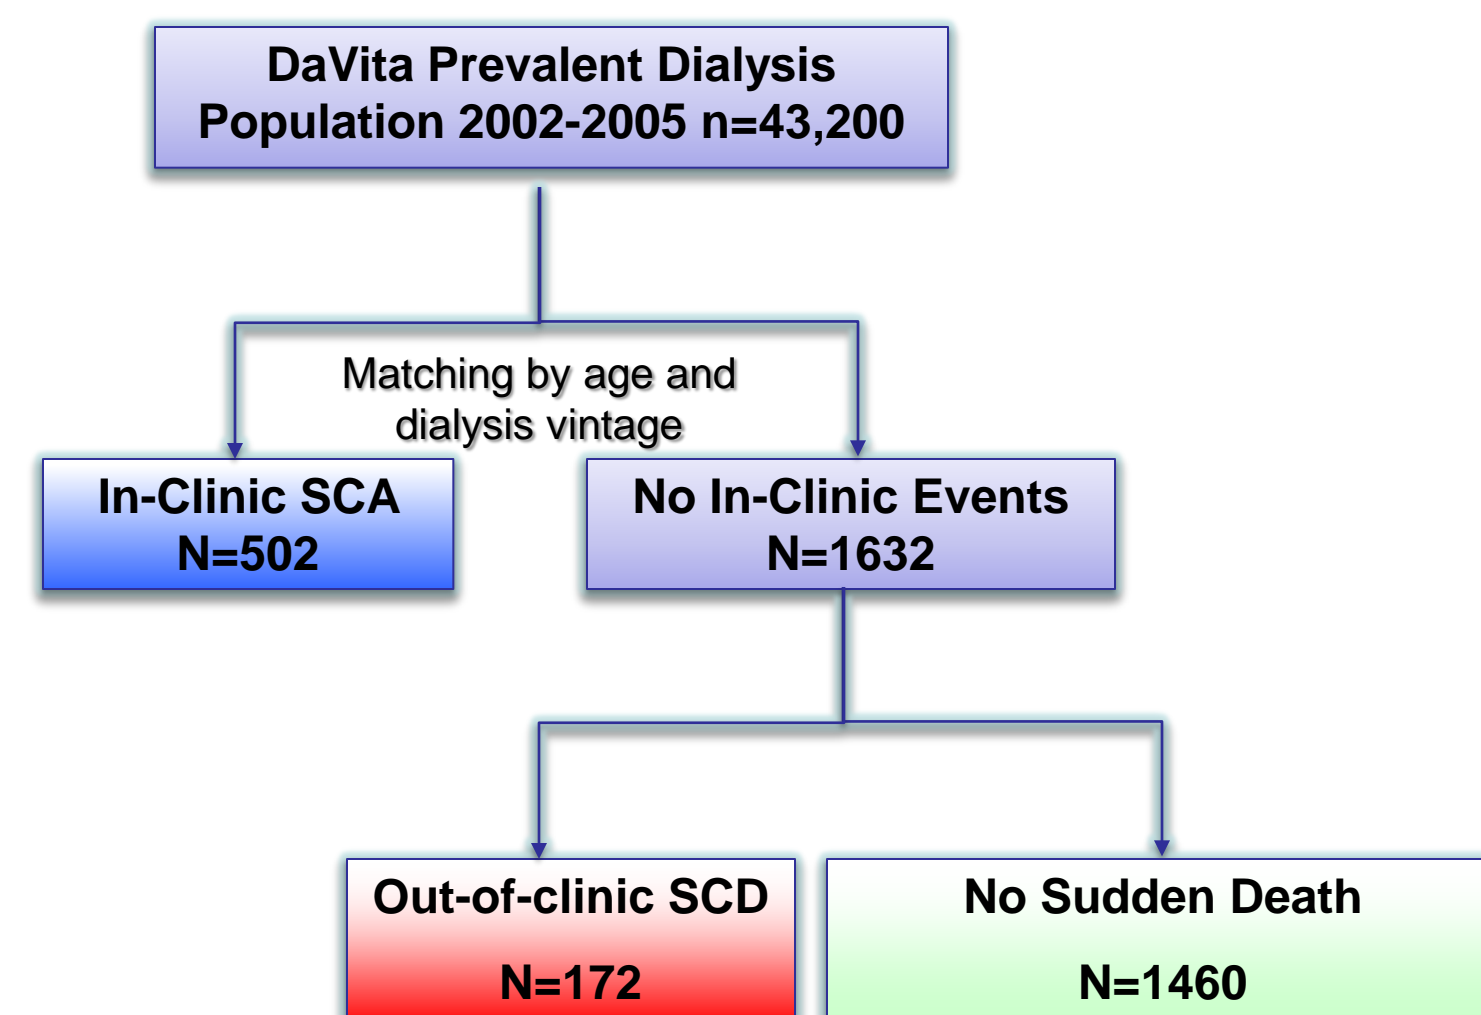 DaVita Prevalent Dialysis
Population 2002-2005 n=43,200
Matching by age and
dialysis vintage
In-Clinic SCA
N=502
No In-Clinic Events
N=1632
Out-of-clinic SCD
N=172
No Sudden Death
N=1460